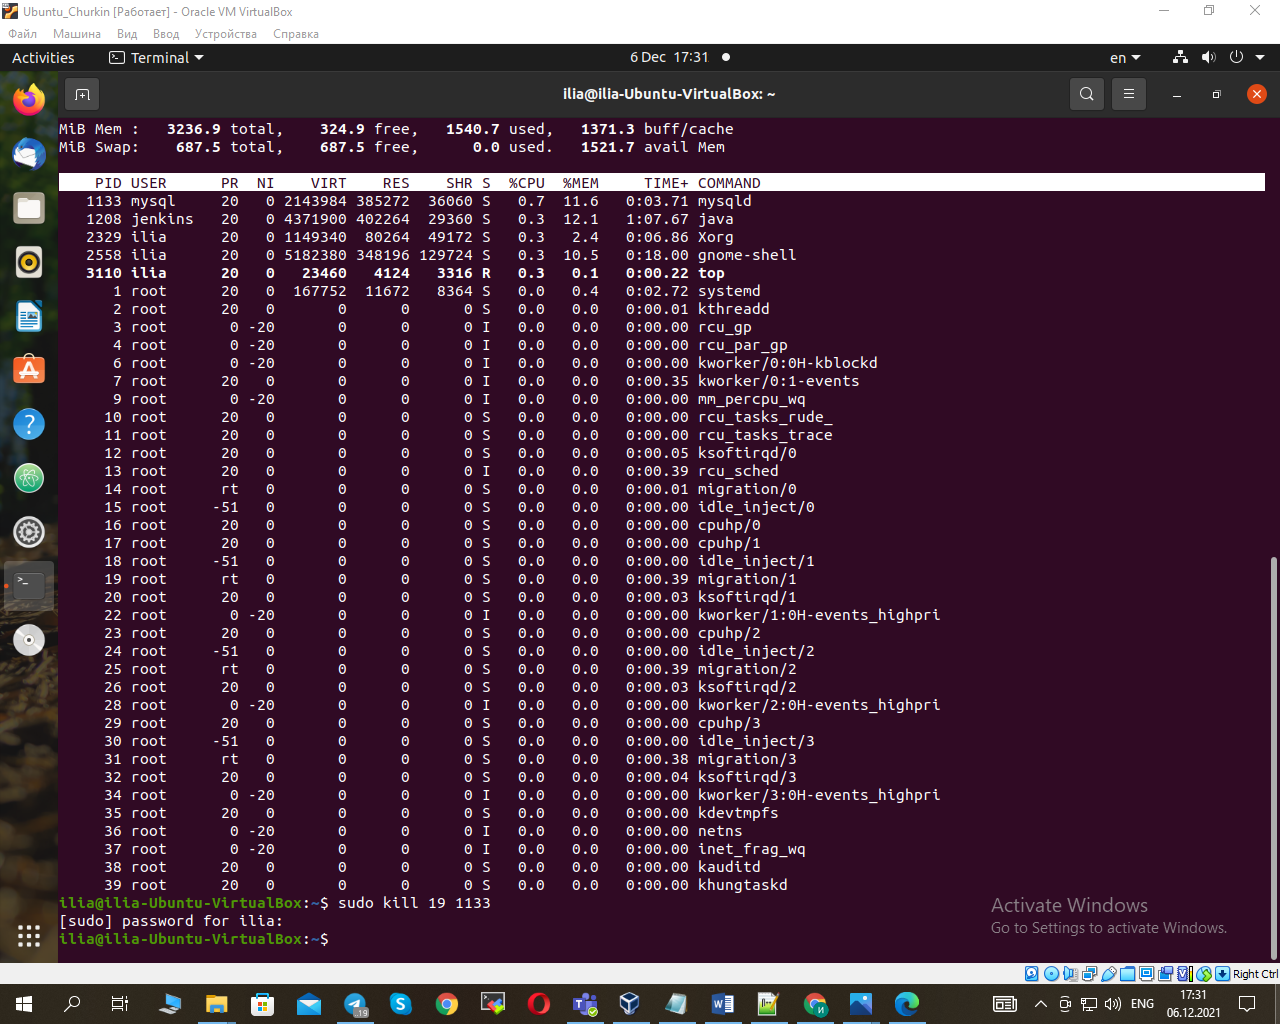 Ubuntu_Churkin [Работает] - Oracle VM VirtualBox
Файл Машина Вид Ввод Устройства Справка
Activities Terminal 6 Dec 17:31 en
ilia@ilia-Ubuntu-VirtualBox: ~
MiB Mem : 3236.9 total, 324.9 free, 1540.7 used, 1371.3 buff/cache
MiB Swap: 687.5 total, 687.5 free, 0.0 used. 1521.7 avail Mem
PID USER PR NI VIRT RES SHR S %CPU %MEM TIME+ COMMAND
1133 mysql 20 0 2143984 385272 36060 S 0.7 11.6 0:03.71 mysqld
1208 jenkins 20 0 4371900 402264 29360 S 0.3 12.1 1:07.67 java
2329 ilia 20 0 1149340 80264 49172 S 0.3 2.4 0:06.86 Xorg
2558 ilia 20 0 5182380 348196 129724 S 0.3 10.5 0:18.00 gnome-shell
3110 ilia 20 0 23460 4124 3316 R 0.3 0.1 0:00.22 top
1 root 20 0 167752 11672 8364 S 0.0 0.4 0:02.72 systemd
2 root 20 0 0 0 0 S 0.0 0.0 0:00.01 kthreadd
3 root 0 -20 0 0 0 I 0.0 0.0 0:00.00 rcu_gp
4 root 0 -20 0 0 0 I 0.0 0.0 0:00.00 rcu_par_gp
6 root 0 -20 0 0 0 I 0.0 0.0 0:00.00 kworker/0:0H-kblockd
7 root 20 0 0 0 0 I 0.0 0.0 0:00.35 kworker/0:1-events
9 root 0 -20 0 0 0 I 0.0 0.0 0:00.00 mm_percpu_wq
10 root 20 0 0 0 0 S 0.0 0.0 0:00.00 rcu_tasks_rude_
11 root 20 0 0 0 0 S 0.0 0.0 0:00.00 rcu_tasks_trace
12 root 20 0 0 0 0 S 0.0 0.0 0:00.05 ksoftirqd/0
13 root 20 0 0 0 0 I 0.0 0.0 0:00.39 rcu_sched
14 root rt 0 0 0 0 S 0.0 0.0 0:00.01 migration/0
15 root -51 0 0 0 0 S 0.0 0.0 0:00.00 idle_inject/0
16 root 20 0 0 0 0 S 0.0 0.0 0:00.00 cpuhp/0
17 root 20 0 0 0 0 S 0.0 0.0 0:00.00 cpuhp/1
18 root -51 0 0 0 0 S 0.0 0.0 0:00.00 idle_inject/1
19 root rt 0 0 0 0 S 0.0 0.0 0:00.39 migration/1
20 root 20 0 0 0 0 S 0.0 0.0 0:00.03 ksoftirqd/1
22 root 0 -20 0 0 0 I 0.0 0.0 0:00.00 kworker/1:0H-events_highpri
23 root 20 0 0 0 0 S 0.0 0.0 0:00.00 cpuhp/2
24 root -51 0 0 0 0 S 0.0 0.0 0:00.00 idle_inject/2
25 root rt 0 0 0 0 S 0.0 0.0 0:00.39 migration/2
26 root 20 0 0 0 0 S 0.0 0.0 0:00.03 ksoftirqd/2
28 root 0 -20 0 0 0 I 0.0 0.0 0:00.00 kworker/2:0H-events_highpri
29 root 20 0 0 0 0 S 0.0 0.0 0:00.00 cpuhp/3
30 root -51 0 0 0 0 S 0.0 0.0 0:00.00 idle_inject/3
31 root rt 0 0 0 0 S 0.0 0.0 0:00.38 migration/3
32 root 20 0 0 0 0 S 0.0 0.0 0:00.04 ksoftirqd/3
34 root 0 -20 0 0 0 I 0.0 0.0 0:00.00 kworker/3:0H-events_highpri
35 root 20 0 0 0 0 S 0.0 0.0 0:00.00 kdevtmpfs
36 root 0 -20 0 0 0 I 0.0 0.0 0:00.00 netns
37 root 0 -20 0 0 0 I 0.0 0.0 0:00.00 inet_frag_wq
38 root 20 0 0 0 0 S 0.0 0.0 0:00.00 kauditd
39 root 20 0 0 0 0 S 0.0 0.0 0:00.00 khungtaskd
ilia@ilia-Ubuntu-VirtualBox:~$ sudo kill 19 1133
[sudo] password for ilia:
ilia@ilia-Ubuntu-VirtualBox:~$
Activate Windows
Go to Settings to activate Windows.
Right Ctrl
ENG 17:31
06.12.2021